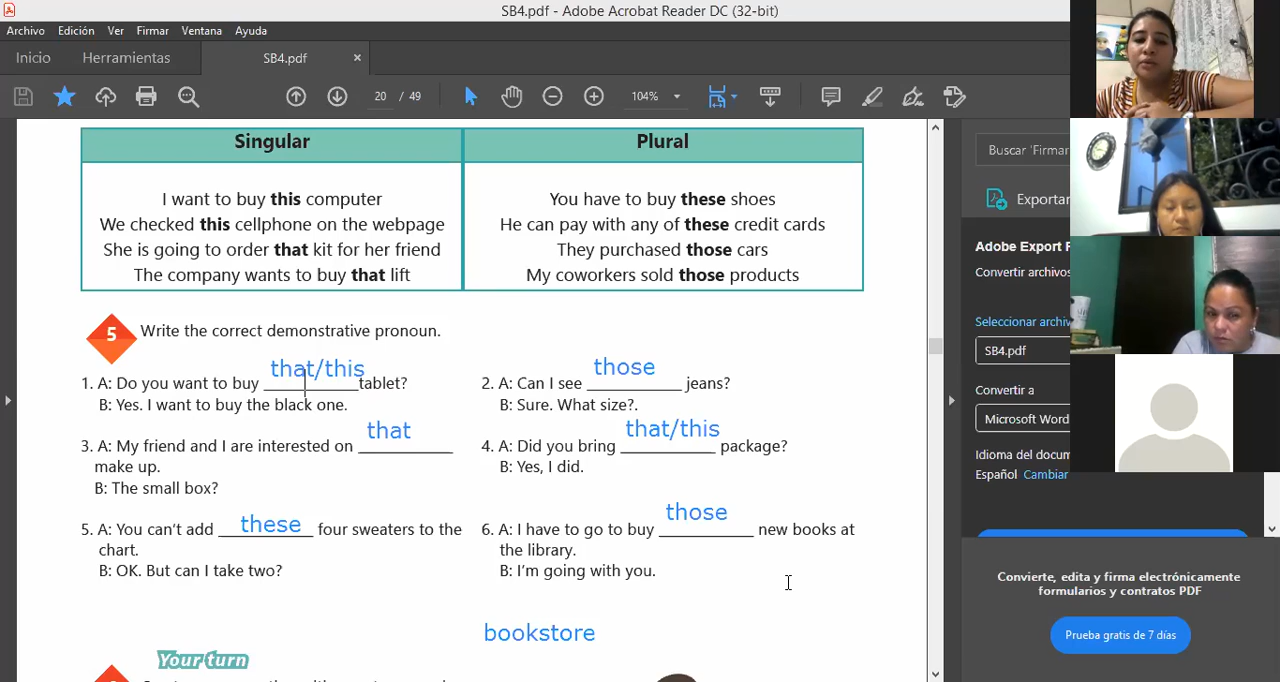 SB4.pdf - Adobe Acrobat Reader DC (32-bit)
Archivo Edición Ver Firmar Ventana Ayuda
Inicio Herramientas SB4.pdf ×
20 / 49 104%
Singular Plural
I want to buy this computer
We checked this cellphone on the webpage
She is going to order that kit for her friend
The company wants to buy that lift
You have to buy these shoes
He can pay with any of these credit cards
They purchased those cars
My coworkers sold those products
5 Write the correct demonstrative pronoun.
that/this
1. A: Do you want to buy ____________tablet?
B: Yes. I want to buy the black one.
those
2. A: Can I see ____________ jeans?
B: Sure. What size?.
that
3. A: My friend and I are interested on ____________
make up.
B: The small box?
that/this
4. A: Did you bring ____________ package?
B: Yes, I did.
these
5. A: You can't add ____________ four sweaters to the
chart.
B: OK. But can I take two?
those
6. A: I have to go to buy ____________ new books at
the library.
B: I'm going with you.
bookstore
Your turn
Buscar 'Firmar
Exportar
Adobe Export P
Convertir archivos
Seleccionar archiv
SB4.pdf
Convertir a
Microsoft Word
Idioma del docum
Español Cambiar
Convierte, edita y firma electrónicamente
formularios y contratos PDF
Prueba gratis de 7 días